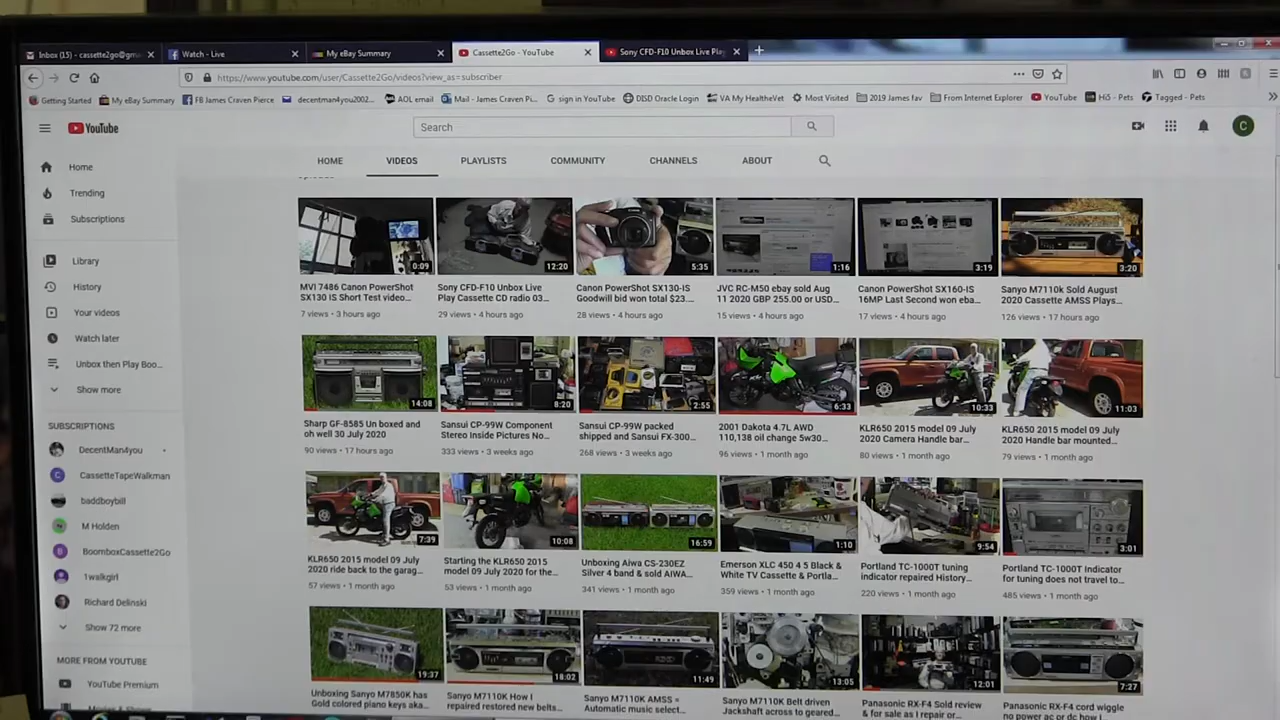 Inbox (15) - cassette2go@gm
Watch - Live
My eBay Summary
Cassette2Go - YouTube
Sony CFD-F10 Unbox Live Play
https://www.youtube.com/user/Cassette2Go/videos?view_as=subscriber
Getting Started
My eBay Summary
FB James Craven Pierce
decentman4you2002...
AOL email
Mail - James Craven Pi...
sign in YouTube
DISD Oracle Login
VA My HealtheVet
Most Visited
2019 James fav
From Internet Explorer
YouTube
Hi5 - Pets
Tagged - Pets
YouTube
Search
C
HOME VIDEOS PLAYLISTS COMMUNITY CHANNELS ABOUT
Home
Trending
Subscriptions
Library
History
Your videos
Watch later
Unbox then Play Boo...
Show more
SUBSCRIPTIONS
DecentMan4you
CassetteTapeWalkman
baddboybill
M Holden
BoomboxCassette2Go
1walkgirl
Richard Delinski
Show 72 more
MORE FROM YOUTUBE
YouTube Premium
0:09
MVI 7486 Canon PowerShot
SX130 IS Short Test video...
7 views • 3 hours ago
12:20
Sony CFD-F10 Unbox Live
Play Cassette CD radio 03...
29 views • 4 hours ago
5:35
Canon PowerShot SX130-IS
Goodwill bid won total $23....
28 views • 4 hours ago
1:16
JVC RC-M50 ebay sold Aug
11 2020 GBP 255.00 or USD...
15 views • 4 hours ago
3:19
Canon PowerShot SX160-IS
16MP Last Second won eba...
17 views • 4 hours ago
3:20
Sanyo M7110k Sold August
2020 Cassette AMSS Plays...
126 views • 17 hours ago
14:08
Sharp GF-8585 Un boxed and
oh well 30 July 2020
90 views • 17 hours ago
8:20
Sansui CP-99W Component
Stereo Inside Pictures No...
333 views • 3 weeks ago
2:55
Sansui CP-99W packed
shipped and Sansui FX-300...
268 views • 3 weeks ago
6:33
2001 Dakota 4.7L AWD
110,138 oil change 5w30...
96 views • 1 month ago
10:33
KLR650 2015 model 09 July
2020 Camera Handle bar...
80 views • 1 month ago
11:03
KLR650 2015 model 09 July
2020 Handle bar mounted...
79 views • 1 month ago
7:39
KLR650 2015 model 09 July
2020 ride back to the garag...
57 views • 1 month ago
10:08
Starting the KLR650 2015
model 09 July 2020 for the...
53 views • 1 month ago
16:59
Unboxing Aiwa CS-230EZ
Silver 4 band & sold AIWA...
341 views • 1 month ago
1:10
Emerson XLC 450 4 5 Black &
White TV Cassette & Porta...
359 views • 1 month ago
9:54
Portland TC-1000T tuning
indicator repaired History...
220 views • 1 month ago
3:01
Portland TC-1000T Indicator
for tuning does not travel to...
485 views • 1 month ago
19:37
Unboxing Sanyo M7850K has
Gold colored piano keys aka...
18:02
Sanyo M7110K How I
repaired restored new belts...
11:49
Sanyo M7110K AMSS =
Automatic music select...
13:05
Sanyo M7110K Belt driven
Jackshaft across to geared...
12:01
Panasonic RX-F4 Sold review
& for sale as I repair or...
7:27
Panasonic RX-F4 cord wiggle
no power ac or dc how I